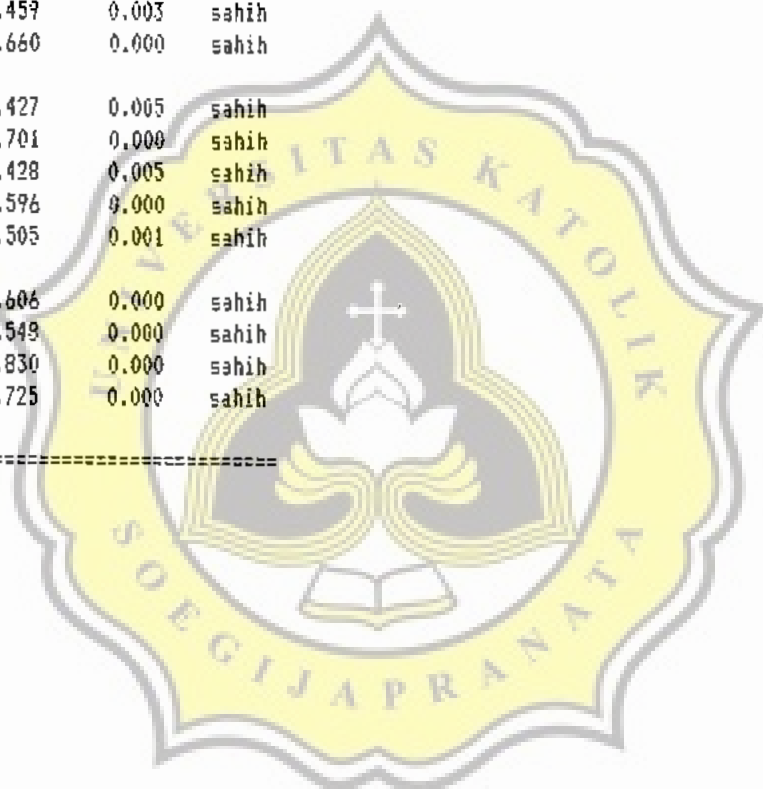 .459 0.003 sahih
.660 0.000 sahih
.427 0.005 sahih
.701 0.000 sahih
.428 0.005 sahih
.596 0.000 sahih
.505 0.001 sahih
.606 0.000 sahih
.549 0.000 sahih
.830 0.000 sahih
.725 0.000 sahih
============================
UNIVERSITAS KATOLIK
SOEGIJAPRANATA